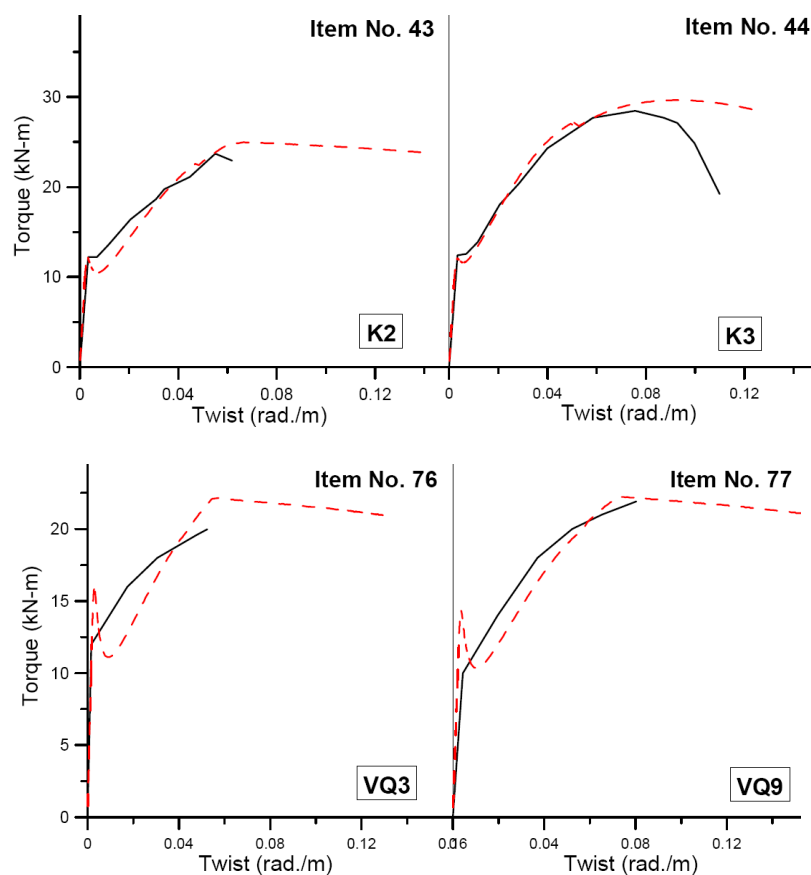 Item No. 43
Item No. 44
Torque (kN-m)
30
20
10
0
K2
K3
0 0.04 0.08 0.12 0 0.04 0.08 0.12
Twist (rad./m) Twist (rad./m)
Item No. 76
Item No. 77
Torque (kN-m)
20
15
10
5
0
VQ3
VQ9
0 0.04 0.08 0.12 0 0.04 0.08 0.12
Twist (rad./m) Twist (rad./m)